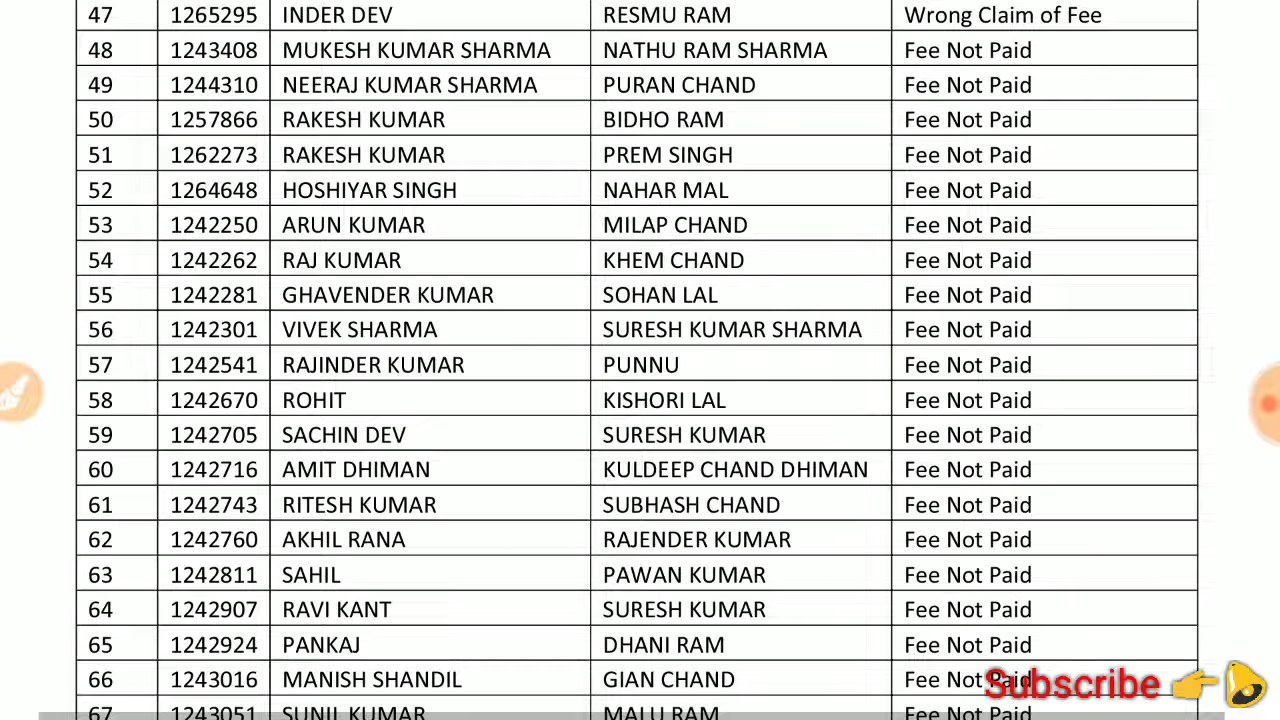 47 1265295 INDER DEV RESMU RAM Wrong Claim of Fee
48 1243408 MUKESH KUMAR SHARMA NATHU RAM SHARMA Fee Not Paid
49 1244310 NEERAJ KUMAR SHARMA PURAN CHAND Fee Not Paid
50 1257866 RAKESH KUMAR BIDHO RAM Fee Not Paid
51 1262273 RAKESH KUMAR PREM SINGH Fee Not Paid
52 1264648 HOSHIYAR SINGH NAHAR MAL Fee Not Paid
53 1242250 ARUN KUMAR MILAP CHAND Fee Not Paid
54 1242262 RAJ KUMAR KHEM CHAND Fee Not Paid
55 1242281 GHAVENDER KUMAR SOHAN LAL Fee Not Paid
56 1242301 VIVEK SHARMA SURESH KUMAR SHARMA Fee Not Paid
57 1242541 RAJINDER KUMAR PUNNU Fee Not Paid
58 1242670 ROHIT KISHORI LAL Fee Not Paid
59 1242705 SACHIN DEV SURESH KUMAR Fee Not Paid
60 1242716 AMIT DHIMAN KULDEEP CHAND DHIMAN Fee Not Paid
61 1242743 RITESH KUMAR SUBHASH CHAND Fee Not Paid
62 1242760 AKHIL RANA RAJENDER KUMAR Fee Not Paid
63 1242811 SAHIL PAWAN KUMAR Fee Not Paid
64 1242907 RAVI KANT SURESH KUMAR Fee Not Paid
65 1242924 PANKAJ DHANI RAM Fee Not Paid
66 1243016 MANISH SHANDIL GIAN CHAND Fee Not Paid
Subscribe
67 1243051 SUNIL KUMAR MALU RAM Fee Not Paid